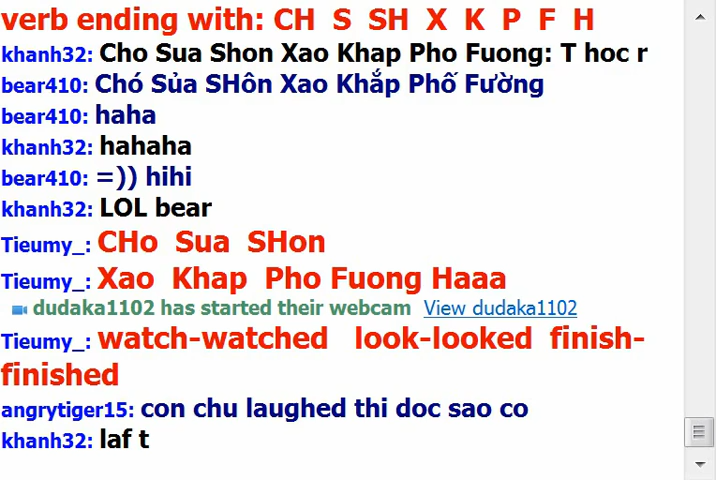 verb ending with: CH S SH X K P F H
khanh32: Cho Sua Shon Xao Khap Pho Fuong: T hoc r
bear410: Chó Sủa SHôn Xao Khắp Phố Fường
bear410: haha
khanh32: hahaha
bear410: =)) hihi
khanh32: LOL bear
Tieumy_: CHo Sua SHon
Tieumy_: Xao Khap Pho Fuong Haaa
dudaka1102 has started their webcam View dudaka1102
Tieumy_: watch-watched look-looked finish-
finished
angrytiger15: con chu laughed thi doc sao co
khanh32: laf t